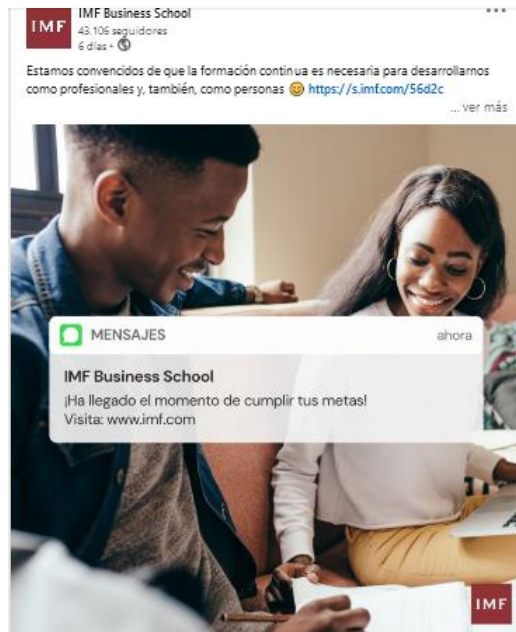 IMF
IMF Business School
43.106 seguidores
6 días •
Estamos convencidos de que la formación continua es necesaria para desarrollarnos
como profesionales y, también, como personas 😊 https://s.imf.com/56d2c
... ver más
MENSAJES
ahora
IMF Business School
¡Ha llegado el momento de cumplir tus metas!
Visita: www.imf.com
IMF